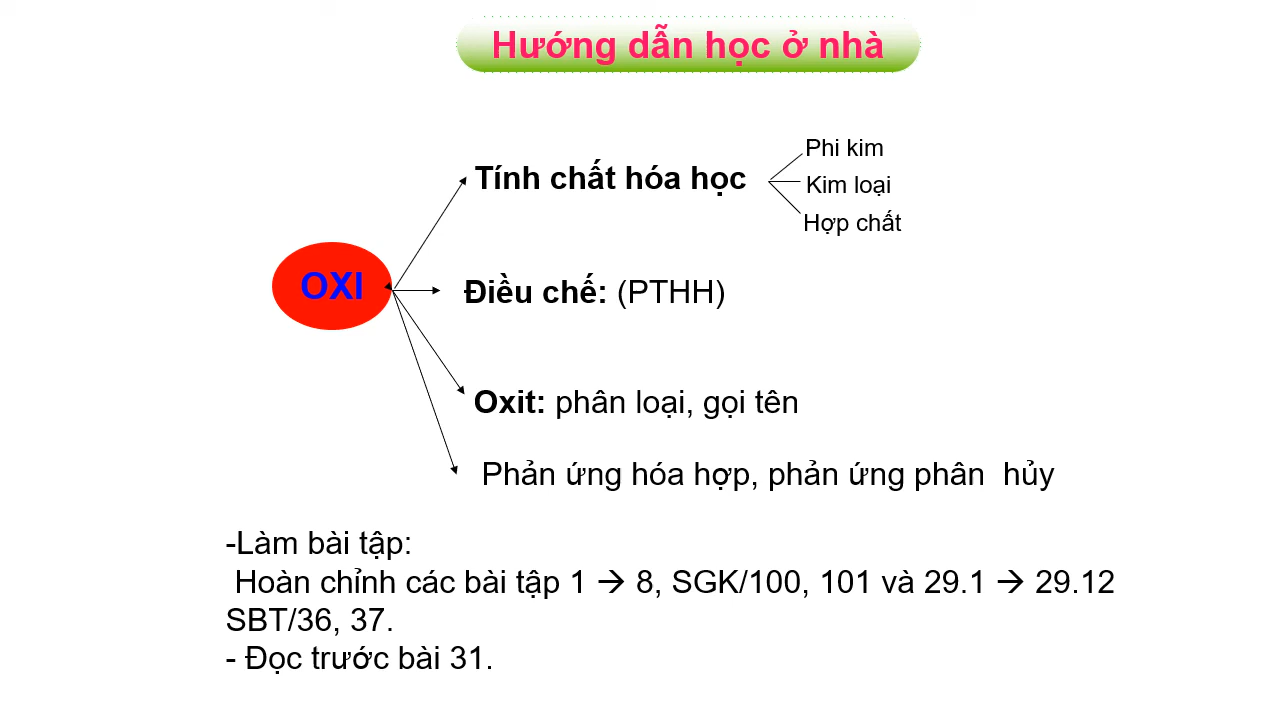 Hướng dẫn học ở nhà
Phi kim
Tính chất hóa học
Kim loại
Hợp chất
OXI
Điều chế: (PTHH)
Oxit: phân loại, gọi tên
Phản ứng hóa hợp, phản ứng phân  hủy
-Làm bài tập:
Hoàn chỉnh các bài tập 1 → 8, SGK/100, 101 và 29.1 → 29.12
SBT/36, 37.
- Đọc trước bài 31.